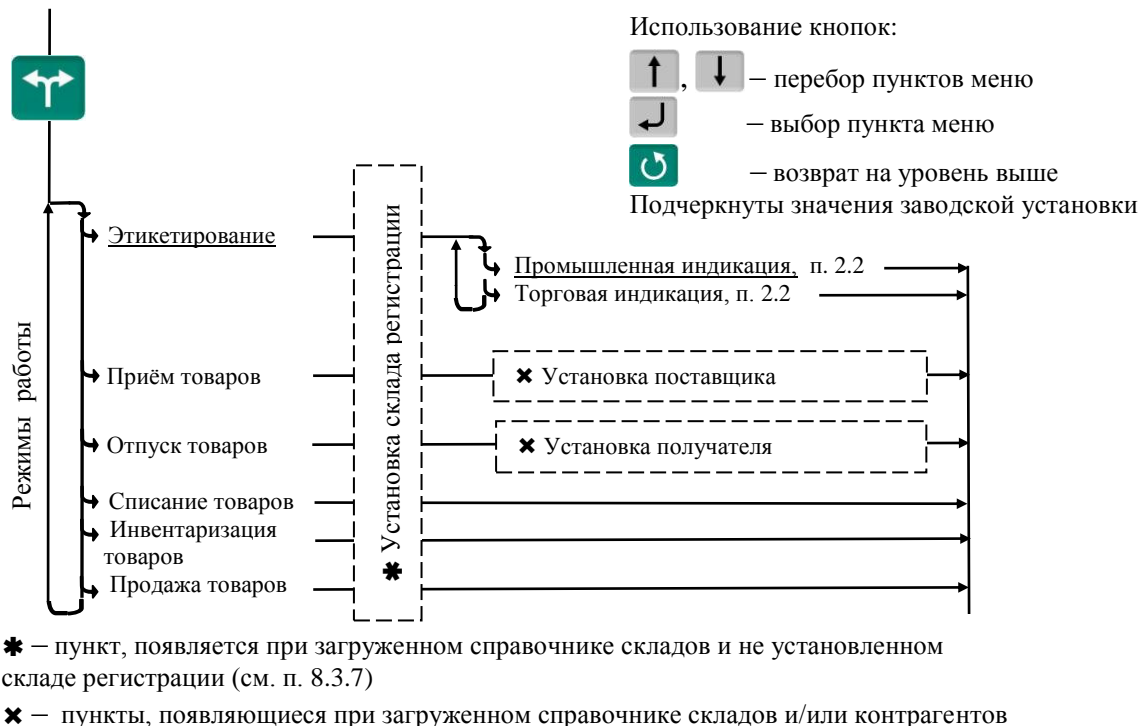 Использование кнопок:
, – перебор пунктов меню
– выбор пункта меню
– возврат на уровень выше
Подчеркнуты значения заводской установки
Режимы работы
Этикетирование
Приём товаров
Отпуск товаров
Списание товаров
Инвентаризация
товаров
Продажа товаров
✱ Установка склада регистрации
Промышленная индикация, п. 2.2
Торговая индикация, п. 2.2
✖ Установка поставщика
✖ Установка получателя
✱ – пункт, появляется при загруженном справочнике складов и не установленном
складе регистрации (см. п. 8.3.7)
✖ – пункты, появляющиеся при загруженном справочнике складов и/или контрагентов